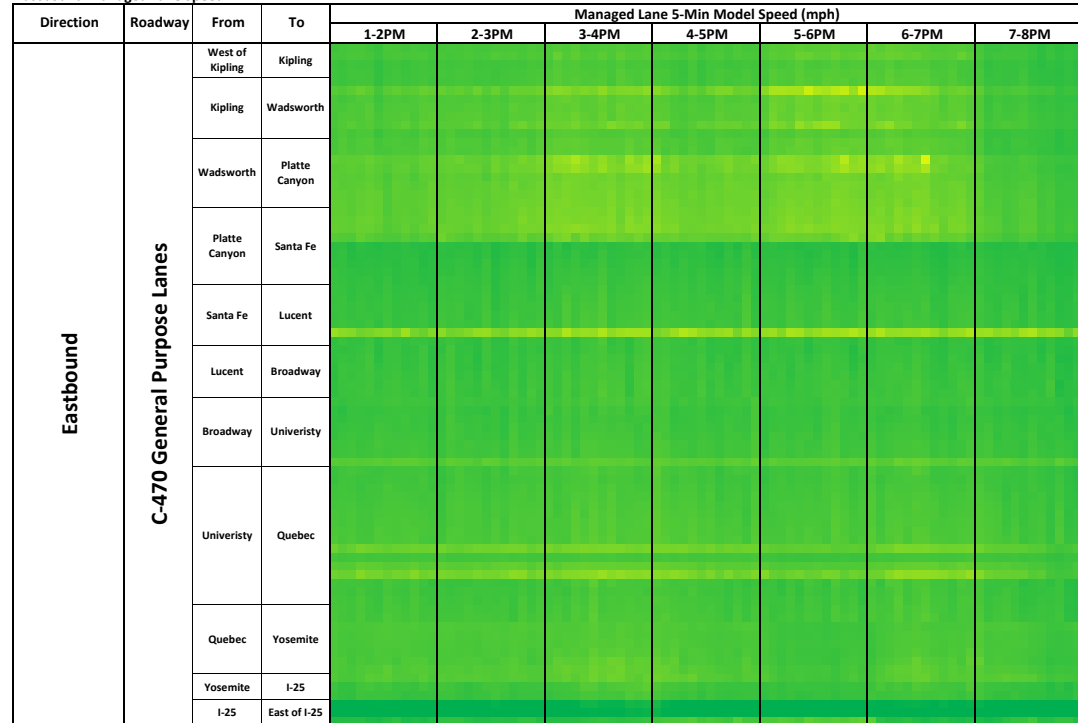 Direction Roadway From To Managed Lane 5-Min Model Speed (mph)
1-2PM 2-3PM 3-4PM 4-5PM 5-6PM 6-7PM 7-8PM
Eastbound
C-470 General Purpose Lanes
West of
Kipling
Kipling
Kipling
Wadsworth
Wadsworth
Platte
Canyon
Platte
Canyon
Santa Fe
Santa Fe
Lucent
Lucent
Broadway
Broadway
Univeristy
Univeristy
Quebec
Quebec
Yosemite
Yosemite
I-25
I-25
East of I-25